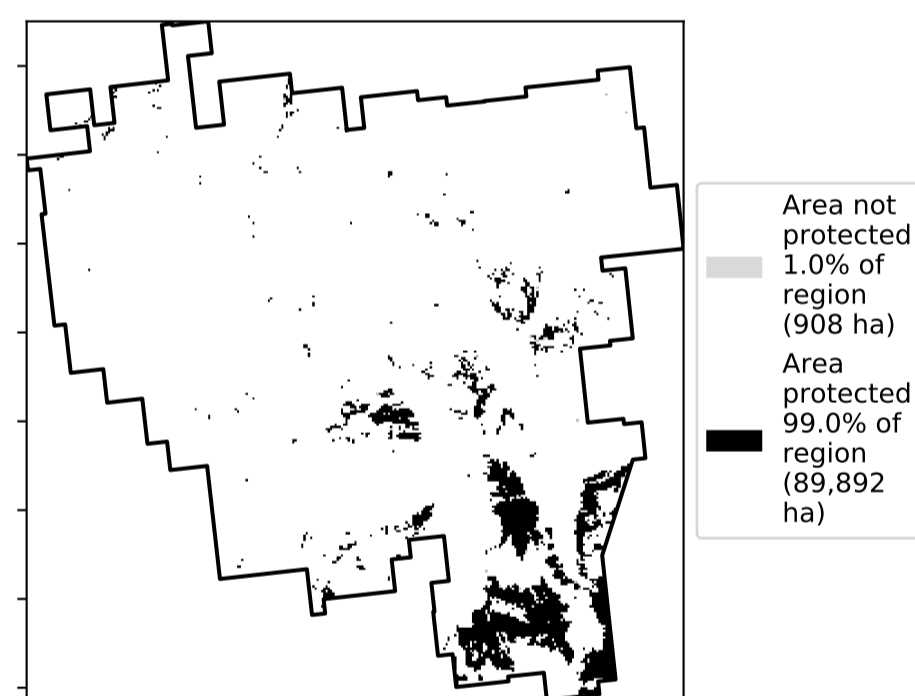 Area not
protected
1.0% of
region
(908 ha)
Area
protected
99.0% of
region
(89,892
ha)